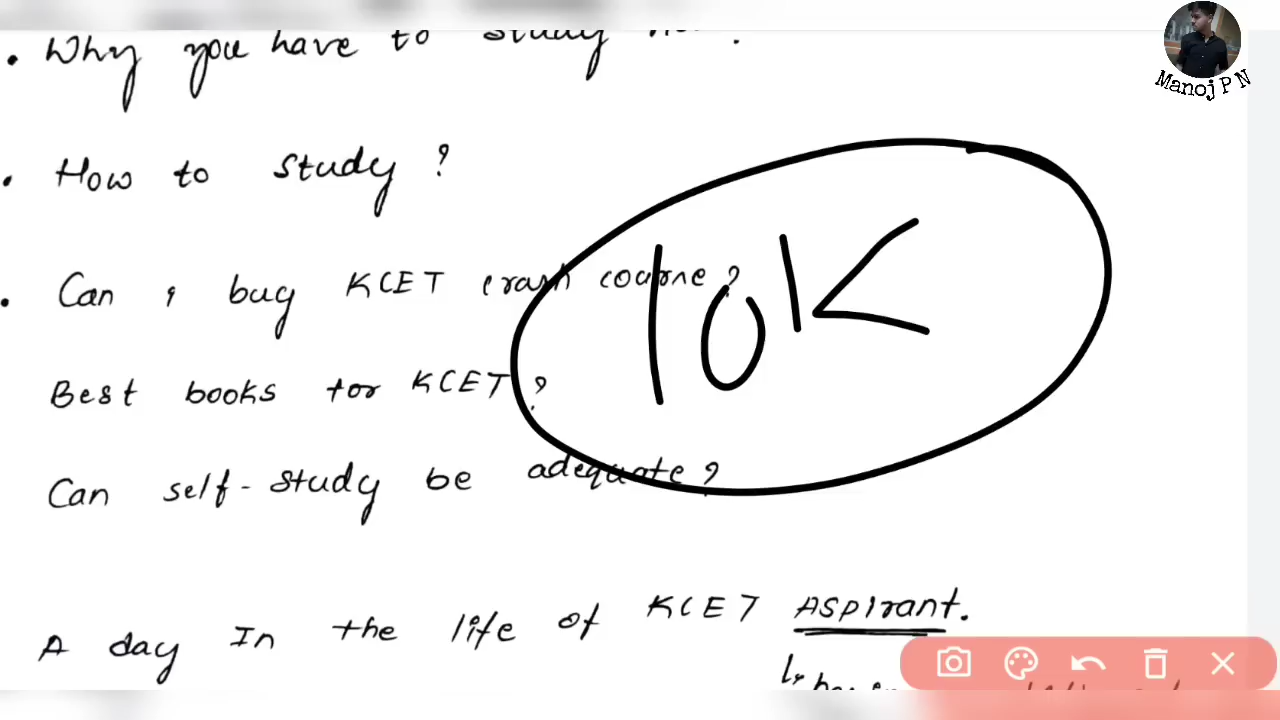 Manoj P N
• Why you have to study
• How to study ?
• Can I buy KCET crash course ?
10K
Best books for KCET ?
Can self-study be adequate ?
A day In the life of KCET ASPIRANT.